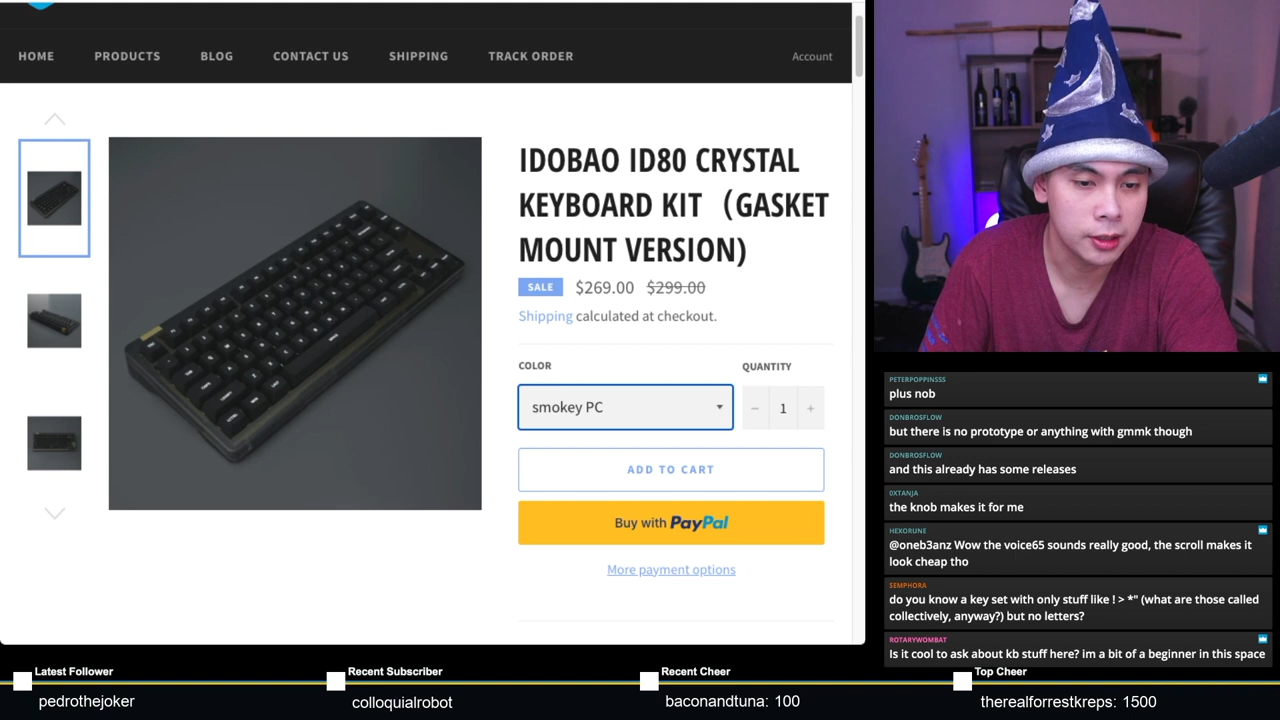 HOME PRODUCTS BLOG CONTACT US SHIPPING TRACK ORDER Account
IDOBAO ID80 CRYSTAL
KEYBOARD KIT（GASKET
MOUNT VERSION)
SALE $269.00 $299.00
Shipping calculated at checkout.
COLOR QUANTITY
smokey PC − 1 +
ADD TO CART
Buy with PayPal
More payment options
PETERPOPPINSSS
plus nob
DONBROSFLOW
but there is no prototype or anything with gmmk though
DONBROSFLOW
and this already has some releases
0XTANJA
the knob makes it for me
HEXORUNE
@oneb3anz Wow the voice65 sounds really good, the scroll makes it
look cheap tho
SEMPHORA
do you know a key set with only stuff like ! > *" (what are those called
collectively, anyway?) but no letters?
ROTARYWOMBAT
Is it cool to ask about kb stuff here? im a bit of a beginner in this space
Latest Follower Recent Subscriber Recent Cheer Top Cheer
pedrothejoker colloquialrobot baconandtuna: 100 therealforrestkreps: 1500